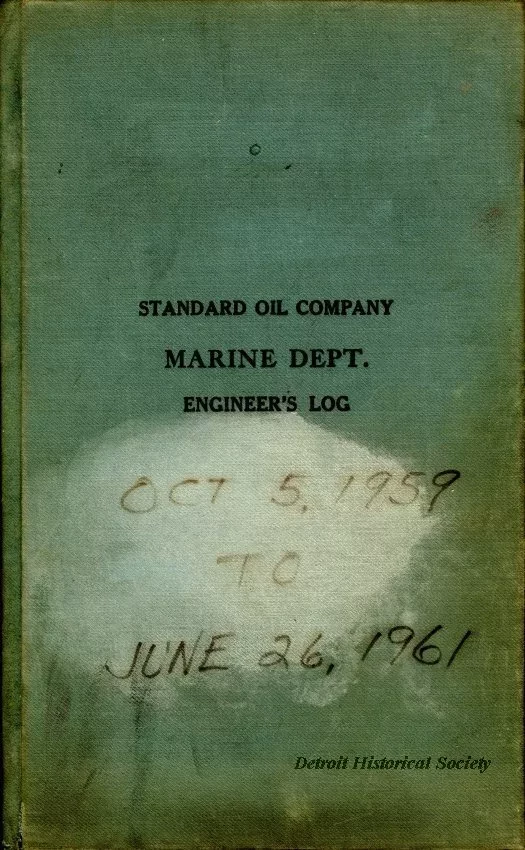 STANDARD OIL COMPANY
MARINE DEPT.
ENGINEER'S LOG
OCT 5, 1959
TO
JUNE 26, 1961
Detroit Historical Society